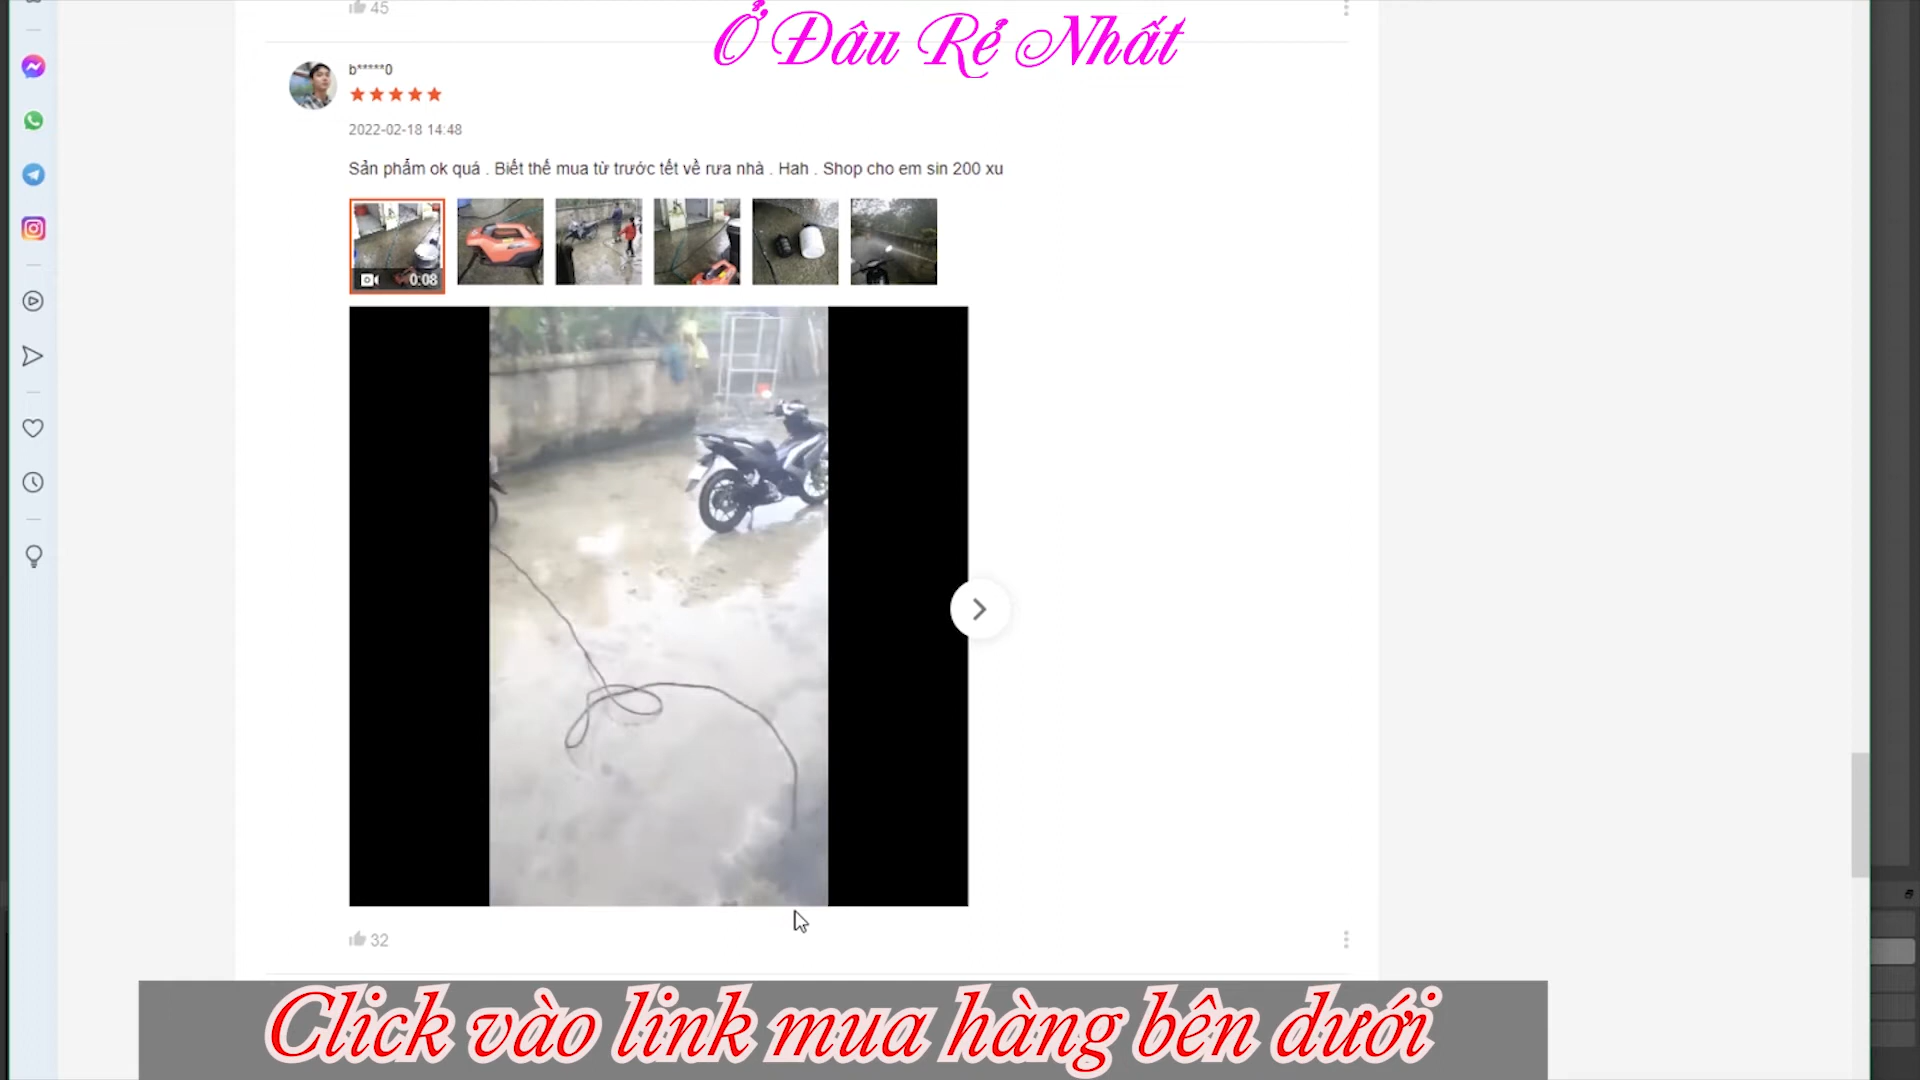 45
Ở Đâu Rẻ Nhất
b*****0
2022-02-18 14:48
Sản phẩm ok quá . Biết thế mua từ trước tết về rưa nhà . Hah . Shop cho em sin 200 xu
0:08
32
Click vào link mua hàng bên dưới